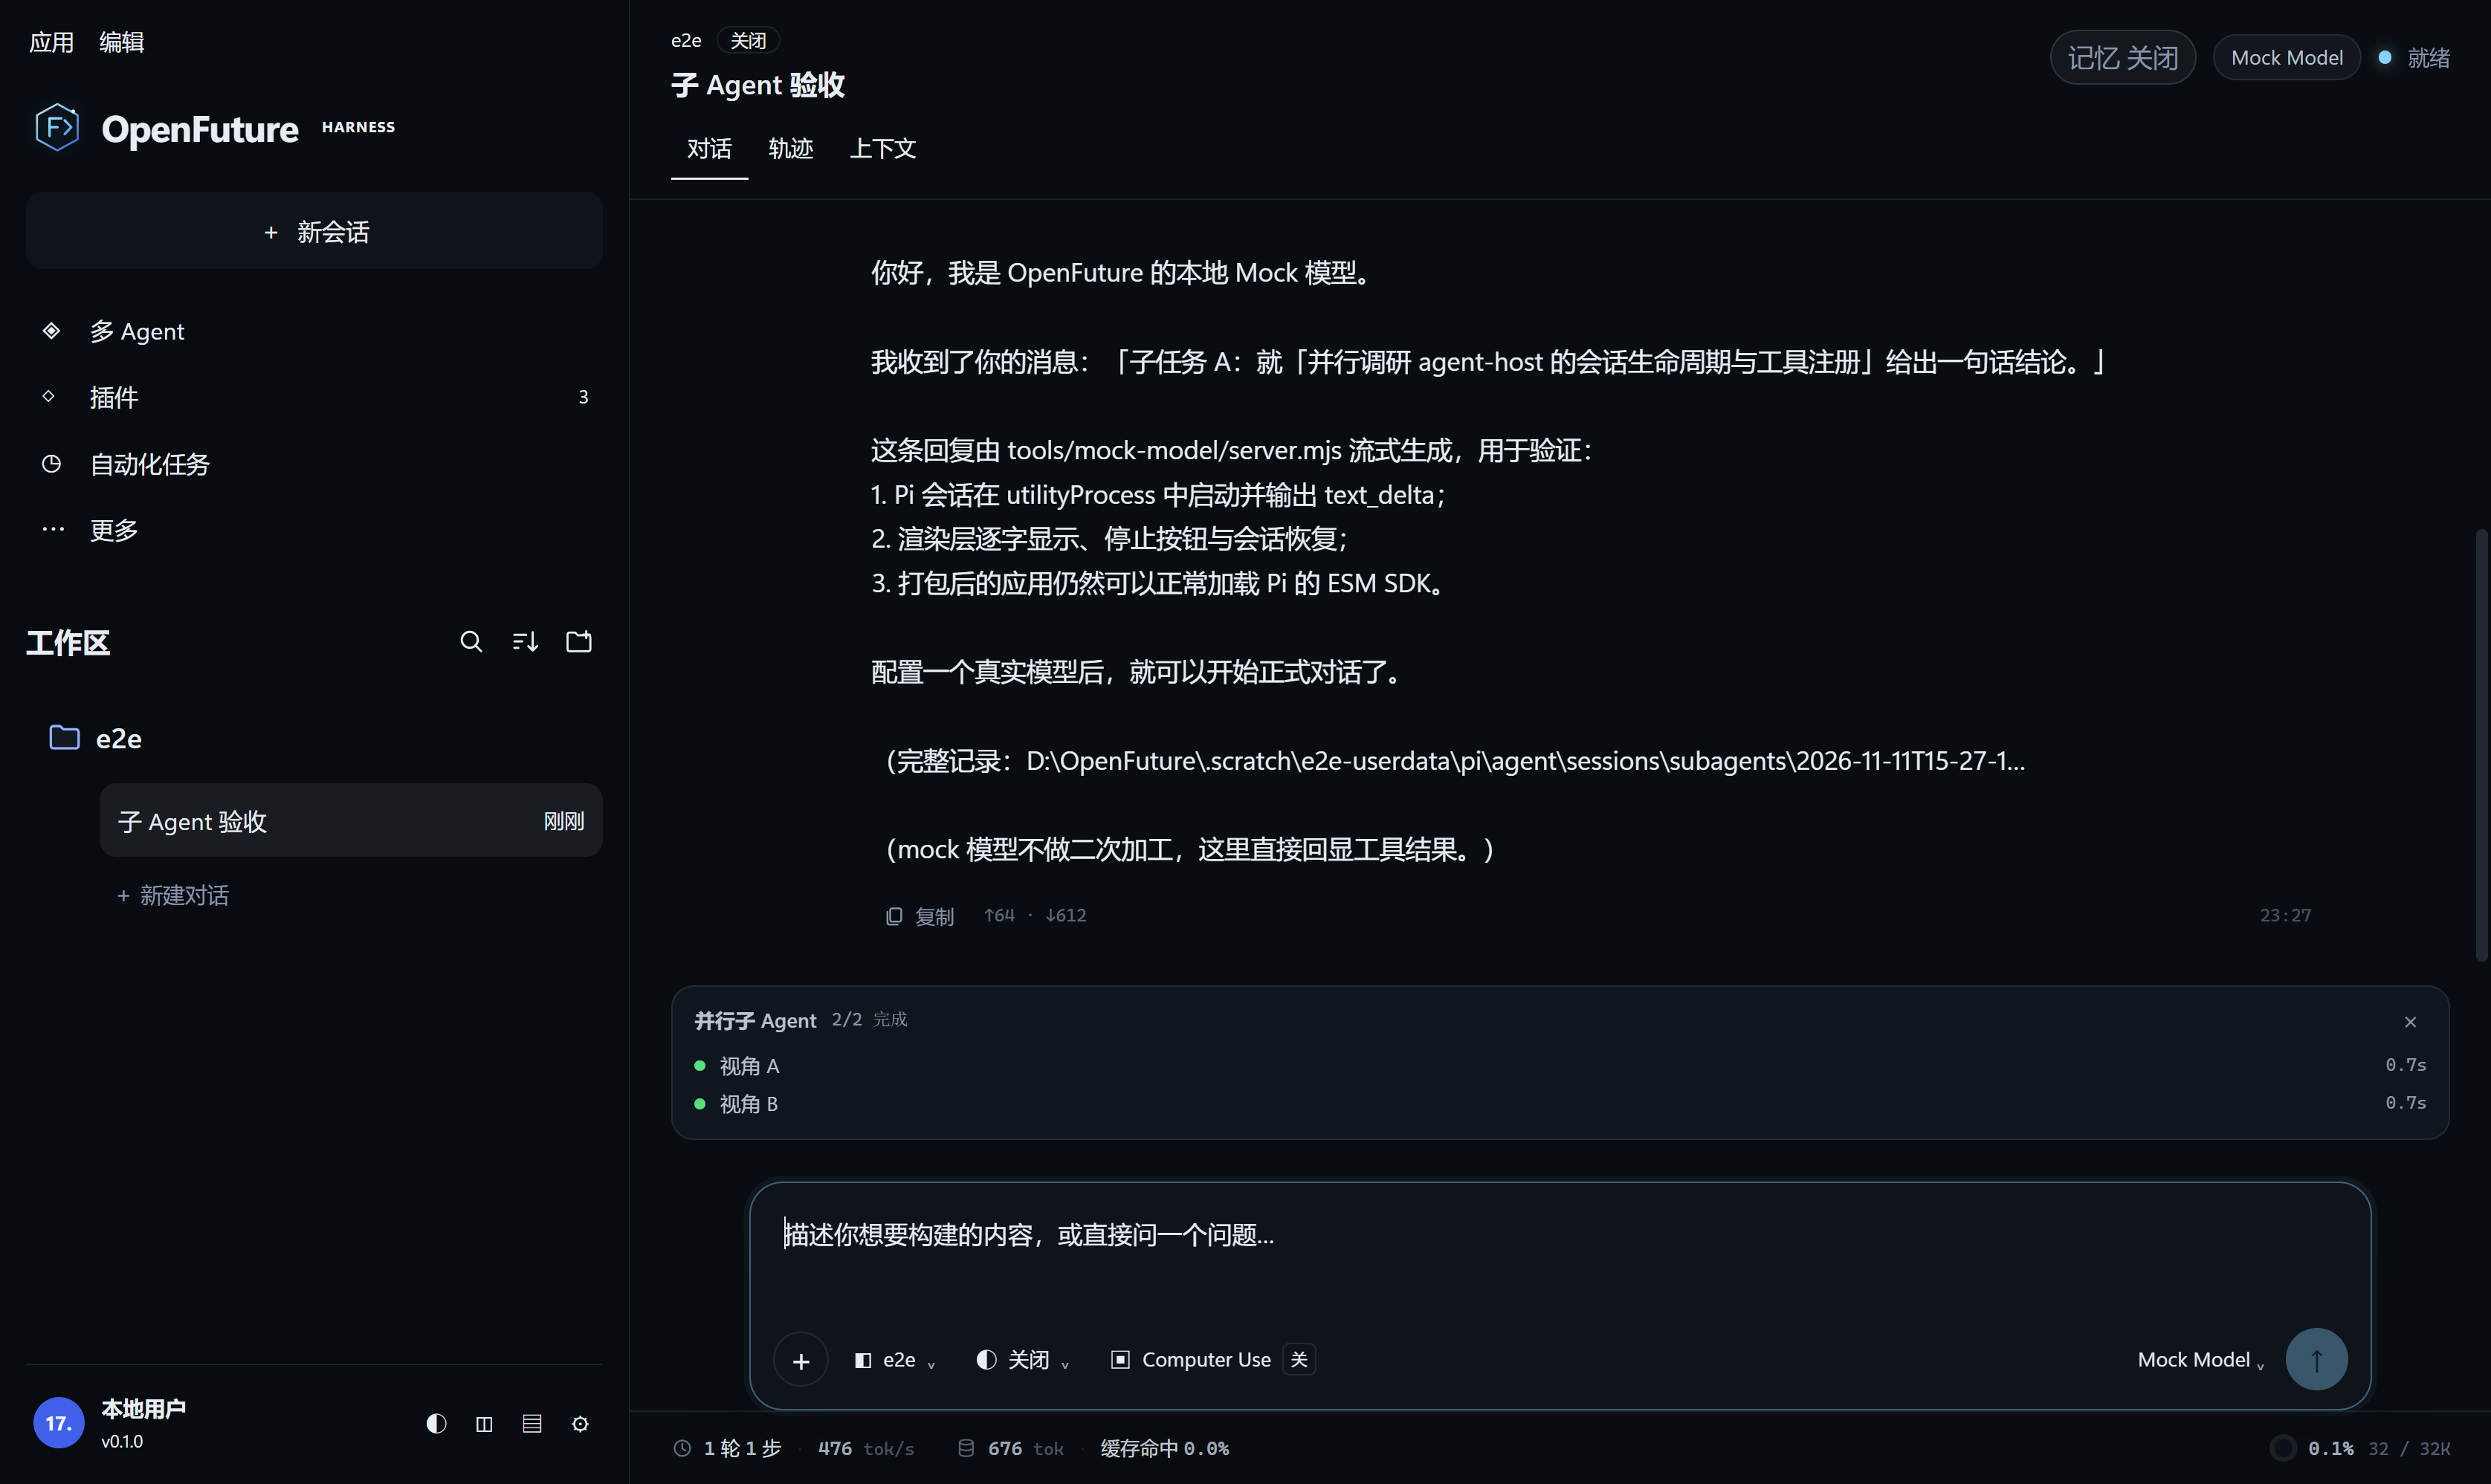 应用 编辑
OpenFuture HARNESS
+ 新会话
多 Agent
插件 3
自动化任务
更多
工作区
e2e
子 Agent 验收 刚刚
+ 新建对话
17.
本地用户
v0.1.0
e2e 关闭
子 Agent 验收
记忆 关闭 Mock Model 就绪
对话 轨迹 上下文
你好，我是 OpenFuture 的本地 Mock 模型。
我收到了你的消息：「子任务 A：就「并行调研 agent-host 的会话生命周期与工具注册」给出一句话结论。」
这条回复由 tools/mock-model/server.mjs 流式生成，用于验证：
1. Pi 会话在 utilityProcess 中启动并输出 text_delta；
2. 渲染层逐字显示、停止按钮与会话恢复；
3. 打包后的应用仍然可以正常加载 Pi 的 ESM SDK。
配置一个真实模型后，就可以开始正式对话了。
（完整记录：D:\OpenFuture\.scratch\e2e-userdata\pi\agent\sessions\subagents\2026-11-11T15-27-1...
（mock 模型不做二次加工，这里直接回显工具结果。）
复制 ↑64 · ↓612 23:27
并行子 Agent 2/2 完成 ×
视角 A 0.7s
视角 B 0.7s
描述你想要构建的内容，或直接问一个问题...
+ e2e 关闭 Computer Use 关 Mock Model ↑
1 轮 1 步 · 476 tok/s 676 tok · 缓存命中 0.0% 0.1% 32 / 32K